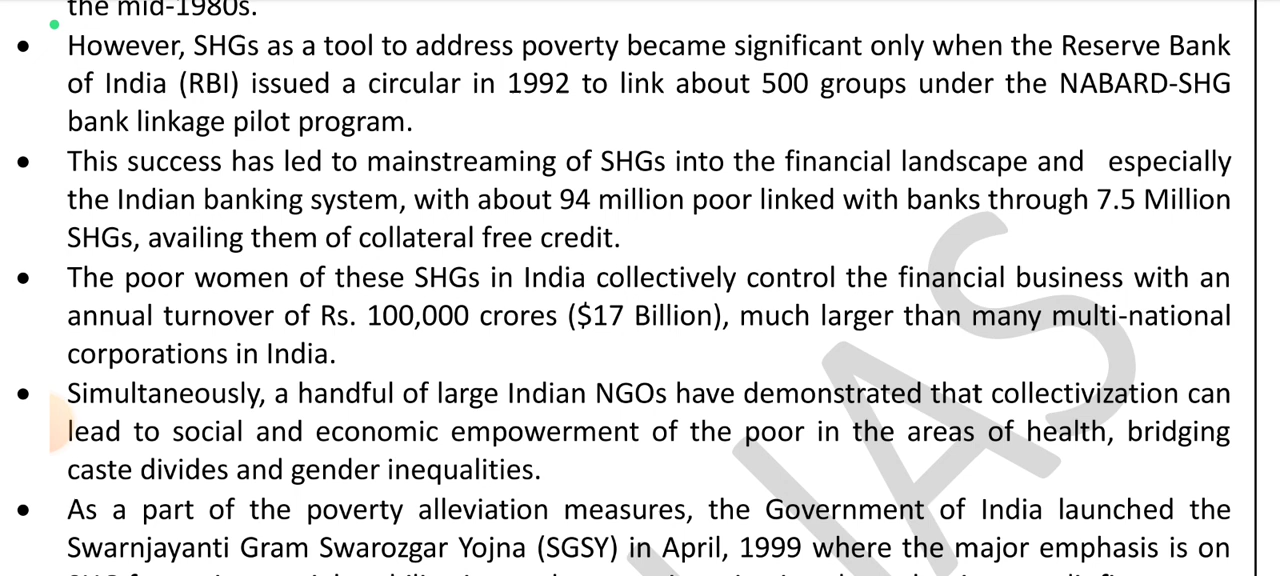 the mid-1980s.
• However, SHGs as a tool to address poverty became significant only when the Reserve Bank
of India (RBI) issued a circular in 1992 to link about 500 groups under the NABARD-SHG
bank linkage pilot program.
• This success has led to mainstreaming of SHGs into the financial landscape and especially
the Indian banking system, with about 94 million poor linked with banks through 7.5 Million
SHGs, availing them of collateral free credit.
• The poor women of these SHGs in India collectively control the financial business with an
annual turnover of Rs. 100,000 crores ($17 Billion), much larger than many multi-national
corporations in India.
• Simultaneously, a handful of large Indian NGOs have demonstrated that collectivization can
lead to social and economic empowerment of the poor in the areas of health, bridging
caste divides and gender inequalities.
• As a part of the poverty alleviation measures, the Government of India launched the
Swarnjayanti Gram Swarozgar Yojna (SGSY) in April, 1999 where the major emphasis is on
IAS